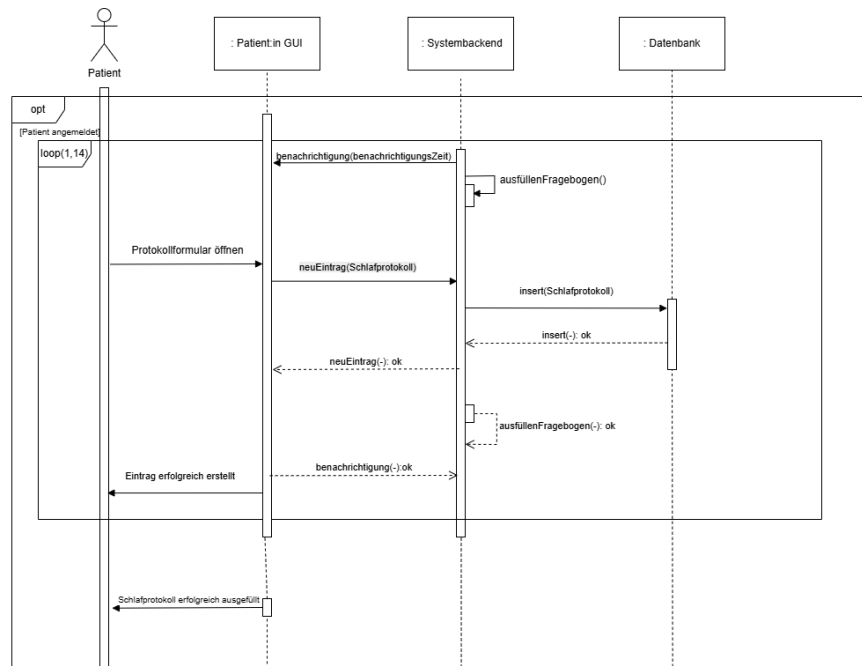 : Patient:in GUI
: Systembackend
: Datenbank
Patient
opt
[Patient angemeldet]
loop(1,14)
benachrichtigung(benachrichtigungsZeit)
ausfüllenFragebogen()
Protokollformular öffnen
neuEintrag(Schlafprotokoll)
insert(Schlafprotokoll)
insert(-): ok
neuEintrag(-): ok
ausfüllenFragebogen(-): ok
benachrichtigung(-):ok
Eintrag erfolgreich erstellt
Schlafprotokoll erfolgreich ausgefüllt